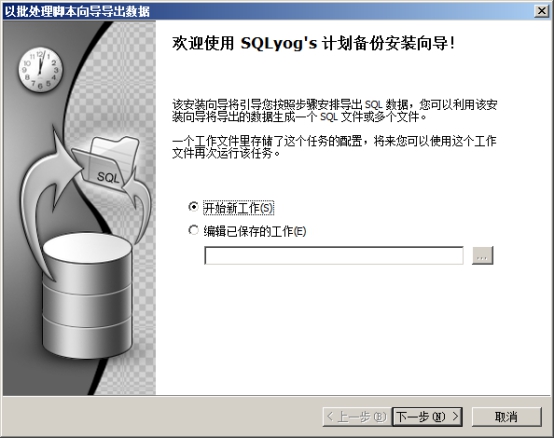 以批处理脚本向导导出数据
欢迎使用 SQLyog's 计划备份安装向导!
该安装向导将引导您按照步骤安排导出 SQL 数据，您可以利用该安
装向导将导出的数据生成一个 SQL 文件或多个文件。
一个工作文件里存储了这个任务的配置，将来您可以使用这个工作
文件再次运行该任务。
SQL
开始新工作(S)
编辑已保存的工作(E)
...
< 上一步(B) 下一步(N) > 取消